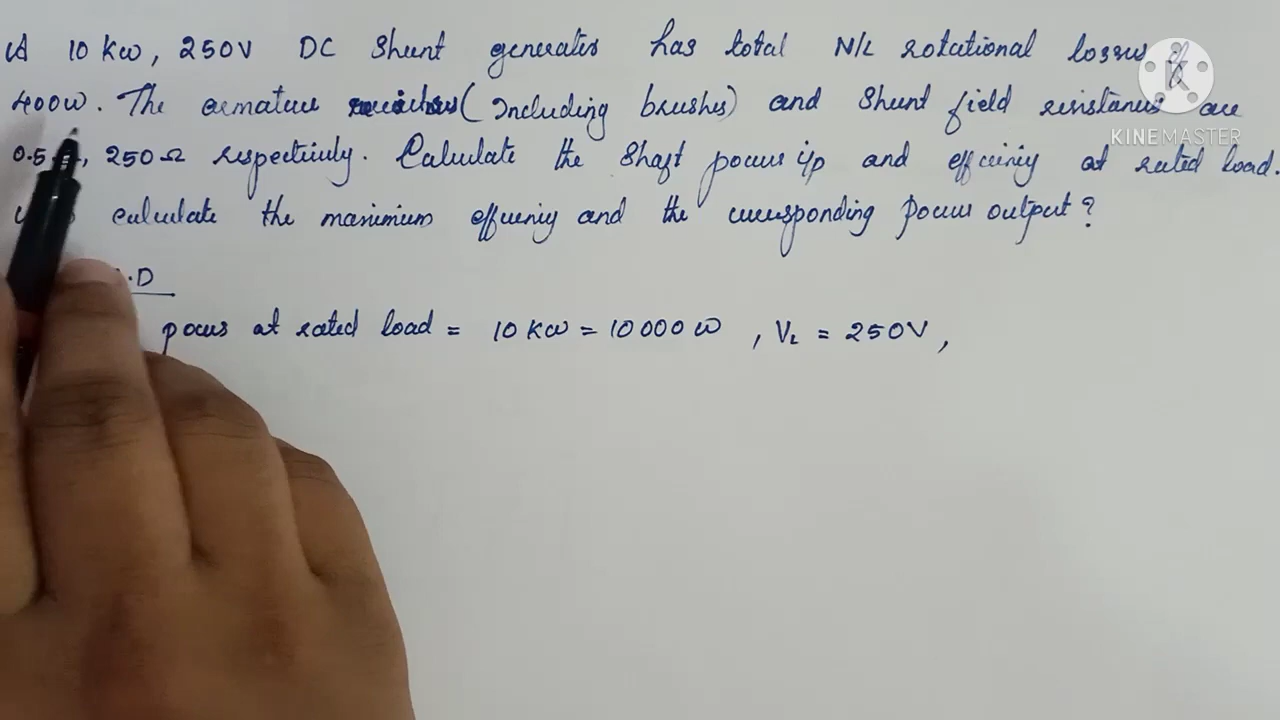 A 10 kw, 250V DC Shunt generator has total N/L rotational losses of
400w. The armature (Including brushes) and Shunt field resistances are
0.5 , 250Ω respectively. Calculate the Shaft power i/p and efficiency at rated load.
calculate the maximum efficiency and the corresponding Power output?
.D
power at rated load = 10 kw = 10000 w , VL = 250V,
KINEMASTER